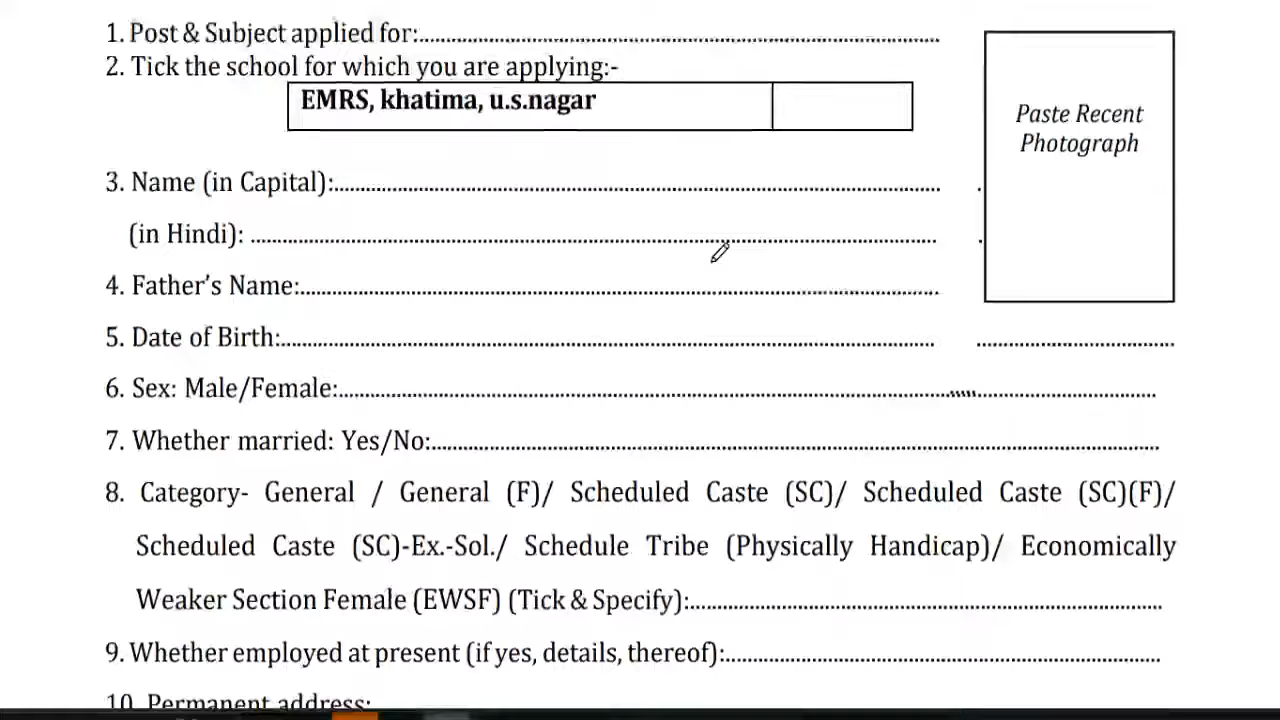 1. Post & Subject applied for:................................................................................
2. Tick the school for which you are applying:-
EMRS, khatima, u.s.nagar
Paste Recent
Photograph
3. Name (in Capital):................................................................................
(in Hindi): ................................................................................
4. Father's Name:................................................................................
5. Date of Birth:................................................................................
6. Sex: Male/Female:................................................................................
7. Whether married: Yes/No:................................................................................
8. Category- General / General (F)/ Scheduled Caste (SC)/ Scheduled Caste (SC)(F)/
Scheduled Caste (SC)-Ex.-Sol./ Schedule Tribe (Physically Handicap)/ Economically
Weaker Section Female (EWSF) (Tick & Specify):................................................................................
9. Whether employed at present (if yes, details, thereof):................................................................................
10. Permanent address: